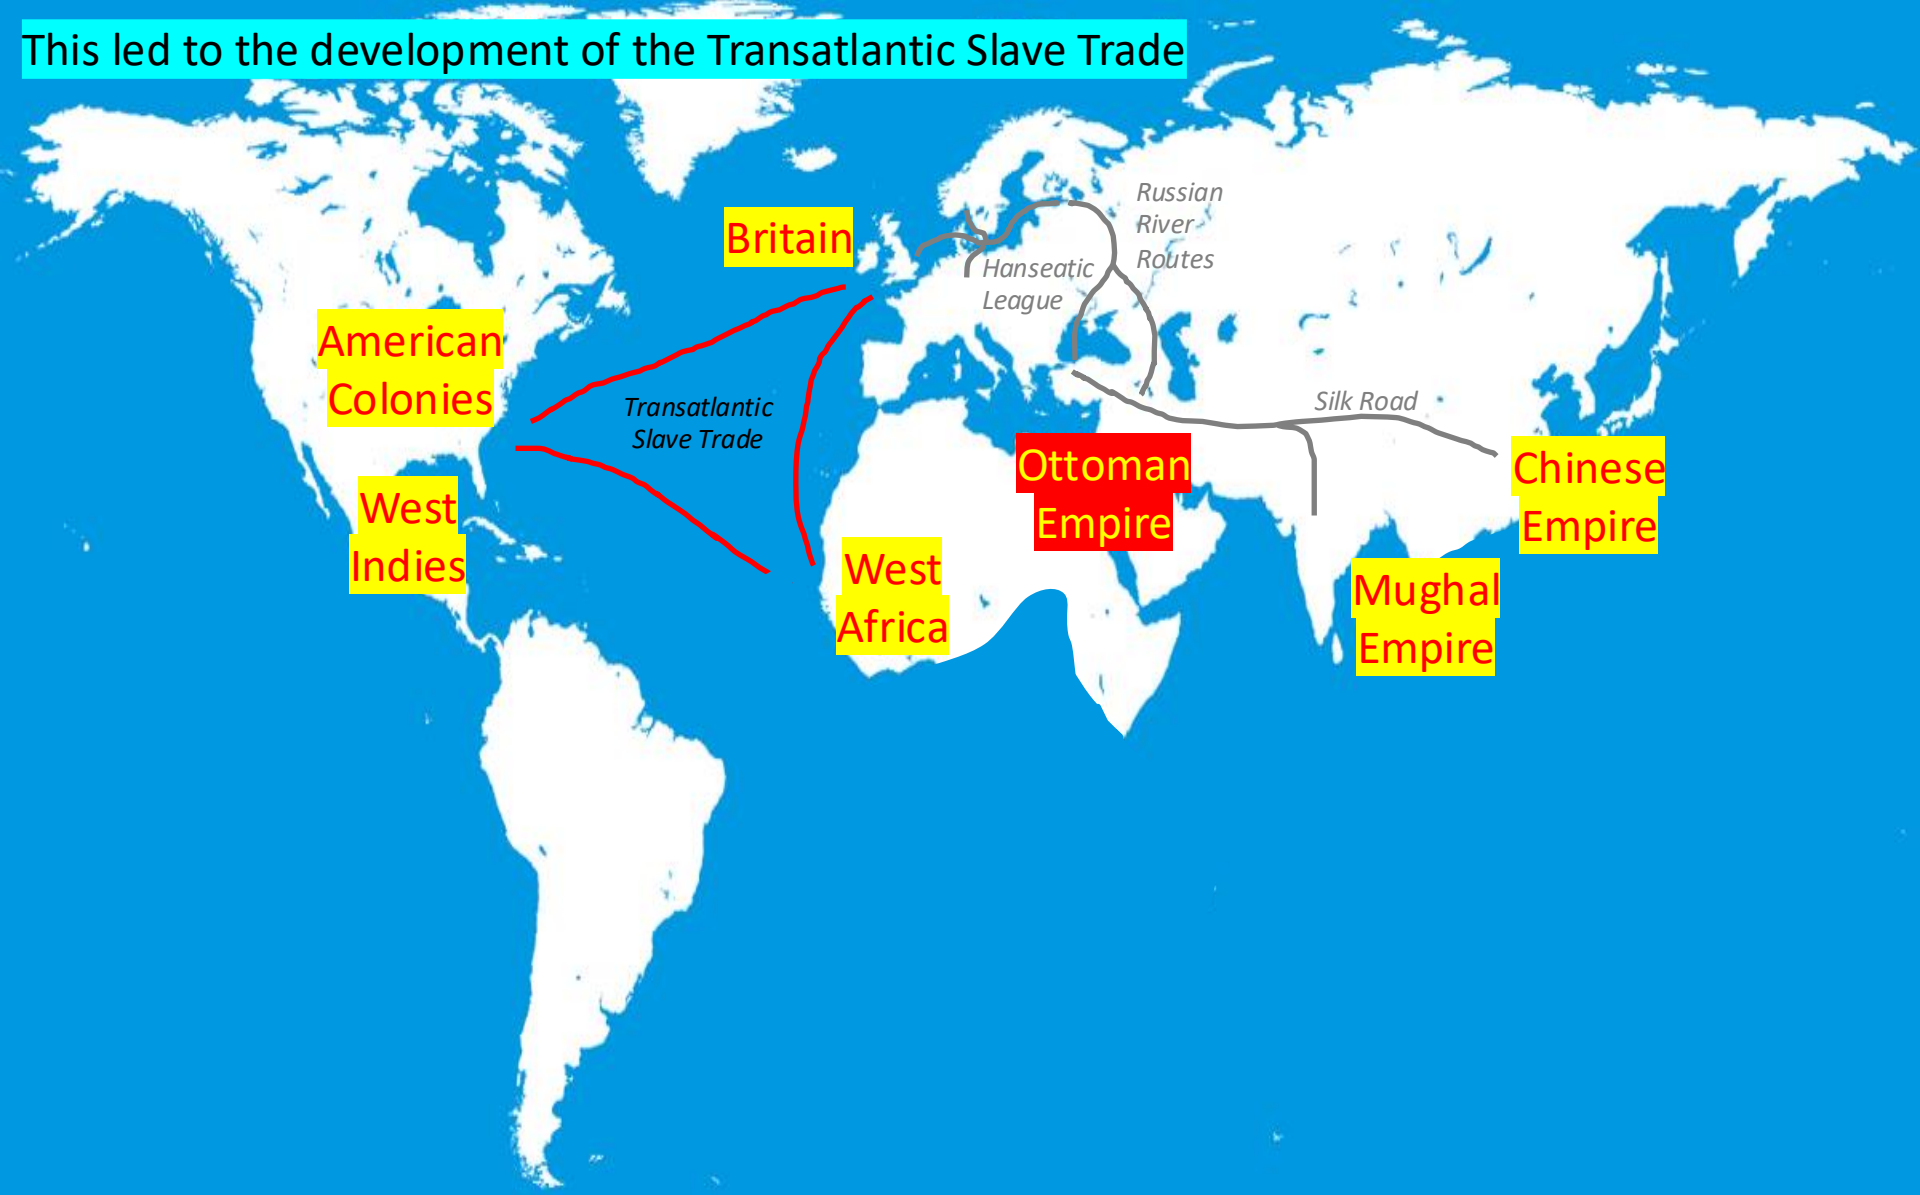 This led to the development of the Transatlantic Slave Trade
Russian
River
Routes
Britain
Hanseatic
League
American
Colonies
Transatlantic
Slave Trade
Silk Road
Ottoman
Empire
Chinese
Empire
West
Indies
West
Africa
Mughal
Empire